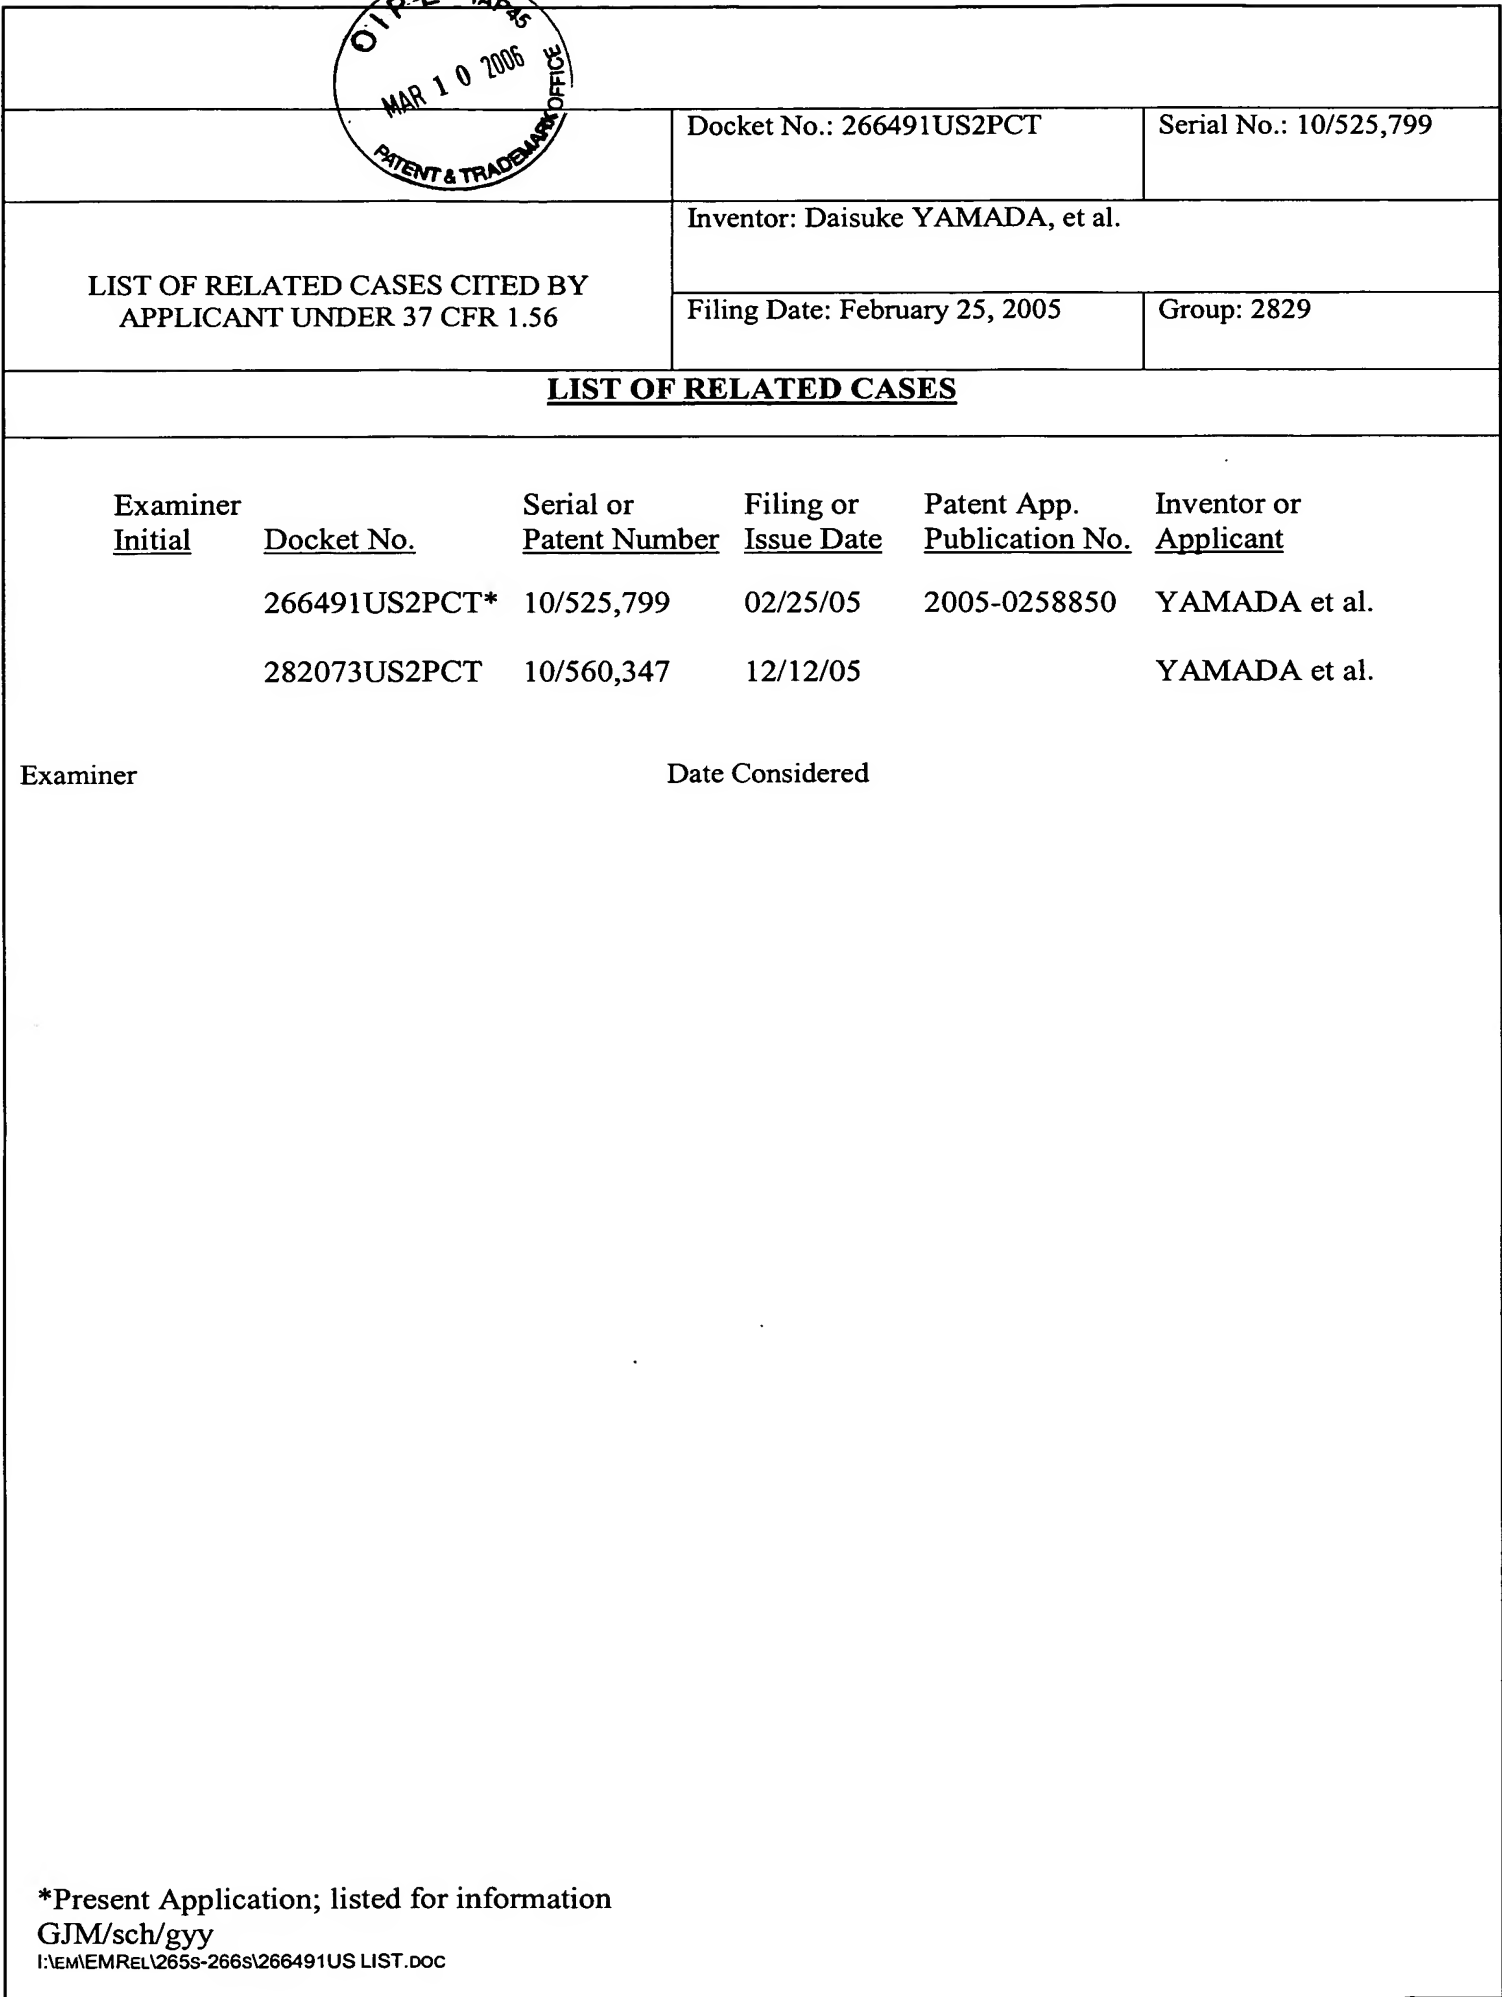 MAR 10 2006
PATENT & TRADEMARK OFFICE
Docket No.: 266491US2PCT Serial No.: 10/525,799
Inventor: Daisuke YAMADA, et al.
LIST OF RELATED CASES CITED BY
APPLICANT UNDER 37 CFR 1.56
Filing Date: February 25, 2005 Group: 2829
LIST OF RELATED CASES
Examiner Serial or Filing or Patent App. Inventor or
Initial Docket No. Patent Number Issue Date Publication No. Applicant
266491US2PCT* 10/525,799 02/25/05 2005-0258850 YAMADA et al.
282073US2PCT 10/560,347 12/12/05 YAMADA et al.
Examiner Date Considered
*Present Application; listed for information
GJM/sch/gyy
I:\EM\EMREL\265S-266S\266491US LIST.DOC